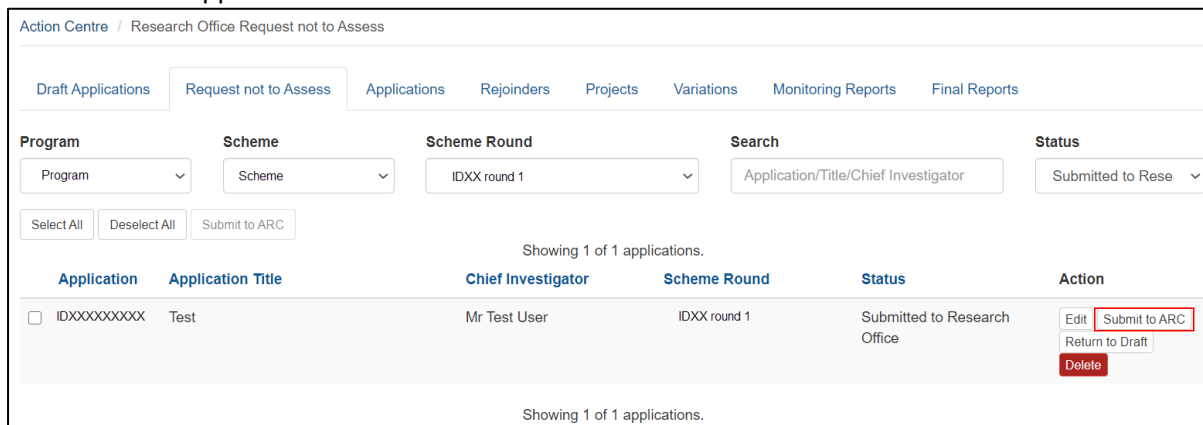 Action Centre / Research Office Request not to Assess
Draft Applications Request not to Assess Applications Rejoinders Projects Variations Monitoring Reports Final Reports
Program Scheme Scheme Round Search Status
Program Scheme IDXX round 1 Application/Title/Chief Investigator Submitted to Rese
Select All Deselect All Submit to ARC
Showing 1 of 1 applications.
Application Application Title Chief Investigator Scheme Round Status Action
IDXXXXXXXXX Test Mr Test User IDXX round 1 Submitted to Research Edit Submit to ARC
Office Return to Draft
Delete
Showing 1 of 1 applications.